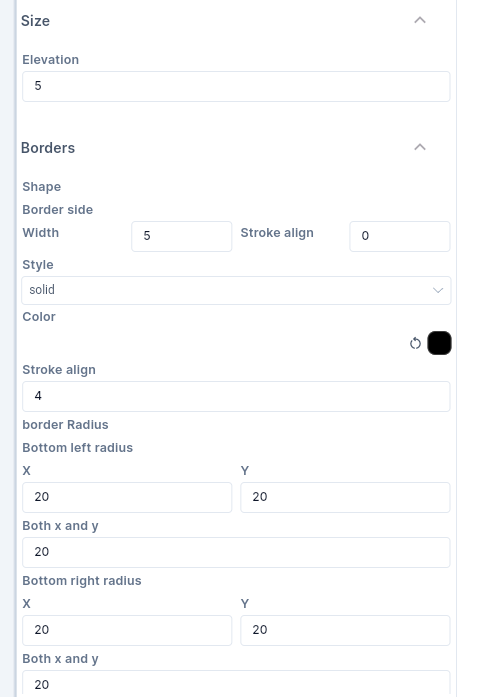 Size
Elevation
5
Borders
Shape
Border side
Width 5 Stroke align 0
Style
solid
Color
Stroke align
4
border Radius
Bottom left radius
X Y
20 20
Both x and y
20
Bottom right radius
X Y
20 20
Both x and y
20